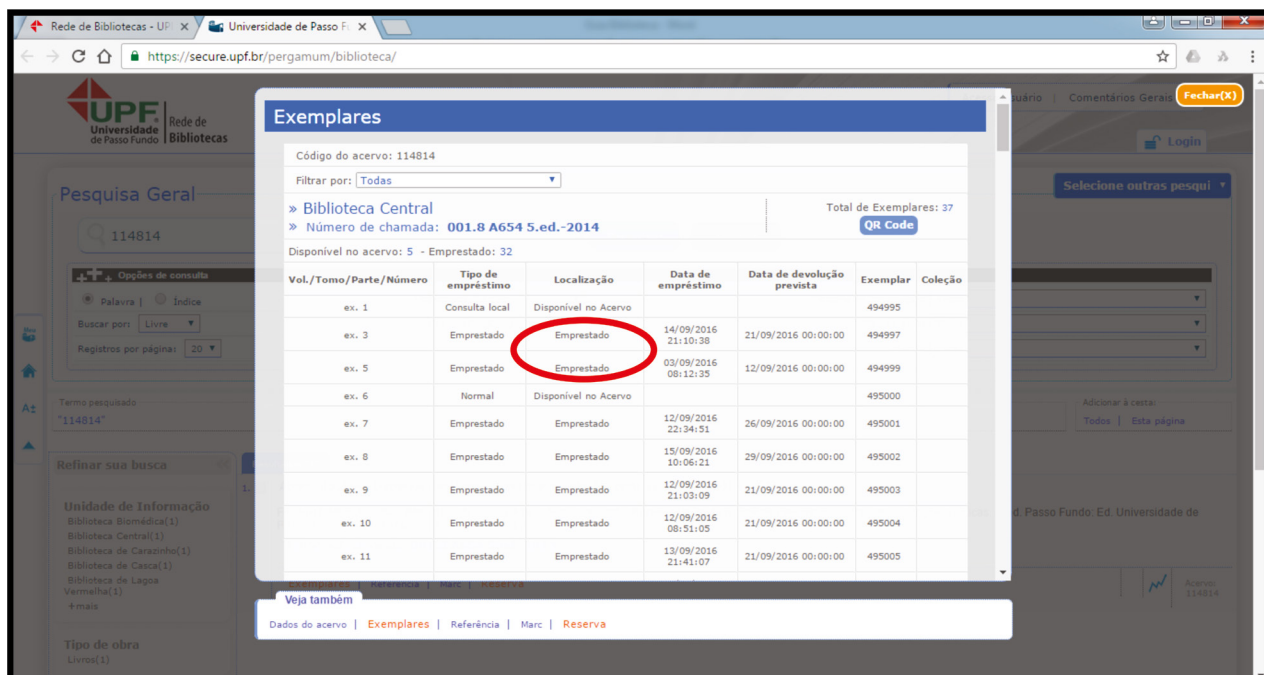 Rede de Bibliotecas - UPF
Universidade de Passo Fu
https://secure.upf.br/pergamum/biblioteca/
UPF
Universidade
de Passo Fundo
Rede de
Bibliotecas
suário | Comentários Gerais
Fechar(X)
Login
Pesquisa Geral
Selecione outras pesqui
114814
Opções de consulta
Palavra | Índice
Buscar por: Livre
Registros por página: 20
Termo pesquisado
"114814"
Adicionar à cesta:
Todos | Esta página
Refinar sua busca
Unidade de Informação
Biblioteca Biomédica(1)
Biblioteca Central(1)
Biblioteca de Carazinho(1)
Biblioteca de Casca(1)
Biblioteca de Lagoa
Vermelha(1)
+mais
Tipo de obra
Livros(1)
1.
d. Passo Fundo: Ed. Universidade de
Acervo:
114814
Exemplares
Código do acervo: 114814
Filtrar por: Todas
» Biblioteca Central
Total de Exemplares: 37
» Número de chamada: 001.8 A654 5.ed.-2014
QR Code
Disponível no acervo: 5 - Emprestado: 32
Vol./Tomo/Parte/Número Tipo de empréstimo Localização Data de empréstimo Data de devolução prevista Exemplar Coleção
ex. 1 Consulta local Disponível no Acervo 494995
ex. 3 Emprestado Emprestado 14/09/2016 21:10:38 21/09/2016 00:00:00 494997
ex. 5 Emprestado Emprestado 03/09/2016 08:12:35 12/09/2016 00:00:00 494999
ex. 6 Normal Disponível no Acervo 495000
ex. 7 Emprestado Emprestado 12/09/2016 22:34:51 26/09/2016 00:00:00 495001
ex. 8 Emprestado Emprestado 15/09/2016 10:06:21 29/09/2016 00:00:00 495002
ex. 9 Emprestado Emprestado 12/09/2016 21:03:09 21/09/2016 00:00:00 495003
ex. 10 Emprestado Emprestado 12/09/2016 08:51:05 21/09/2016 00:00:00 495004
ex. 11 Emprestado Emprestado 13/09/2016 21:41:07 21/09/2016 00:00:00 495005
Exemplares | Referência | Marc | Reserva
Veja também
Dados do acervo | Exemplares | Referência | Marc | Reserva